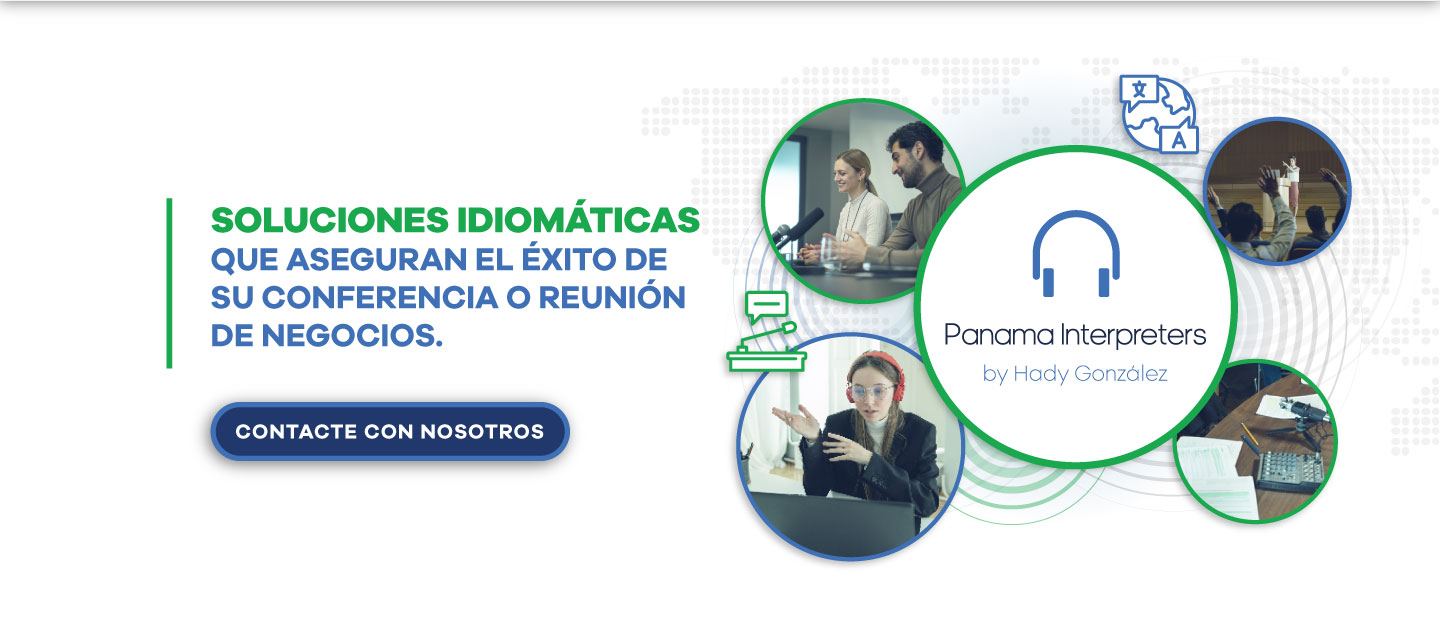 SOLUCIONES IDIOMÁTICAS
QUE ASEGURAN EL ÉXITO DE
SU CONFERENCIA O REUNIÓN
DE NEGOCIOS.
CONTACTE CON NOSOTROS
文
A
Panama Interpreters
by Hady González